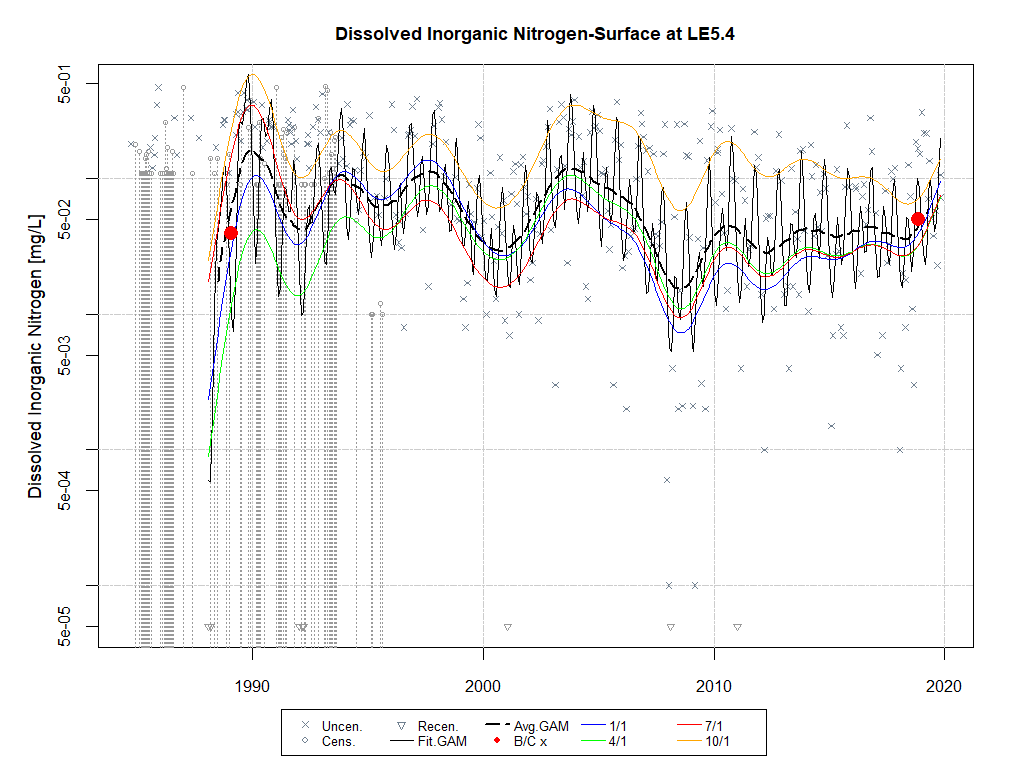 Dissolved Inorganic Nitrogen-Surface at LE5.4
Dissolved Inorganic Nitrogen [mg/L]
5e-01
5e-02
5e-03
5e-04
5e-05
1990 2000 2010 2020
Uncen. Recen. Avg.GAM 1/1 7/1
Cens. Fit.GAM B/C x 4/1 10/1